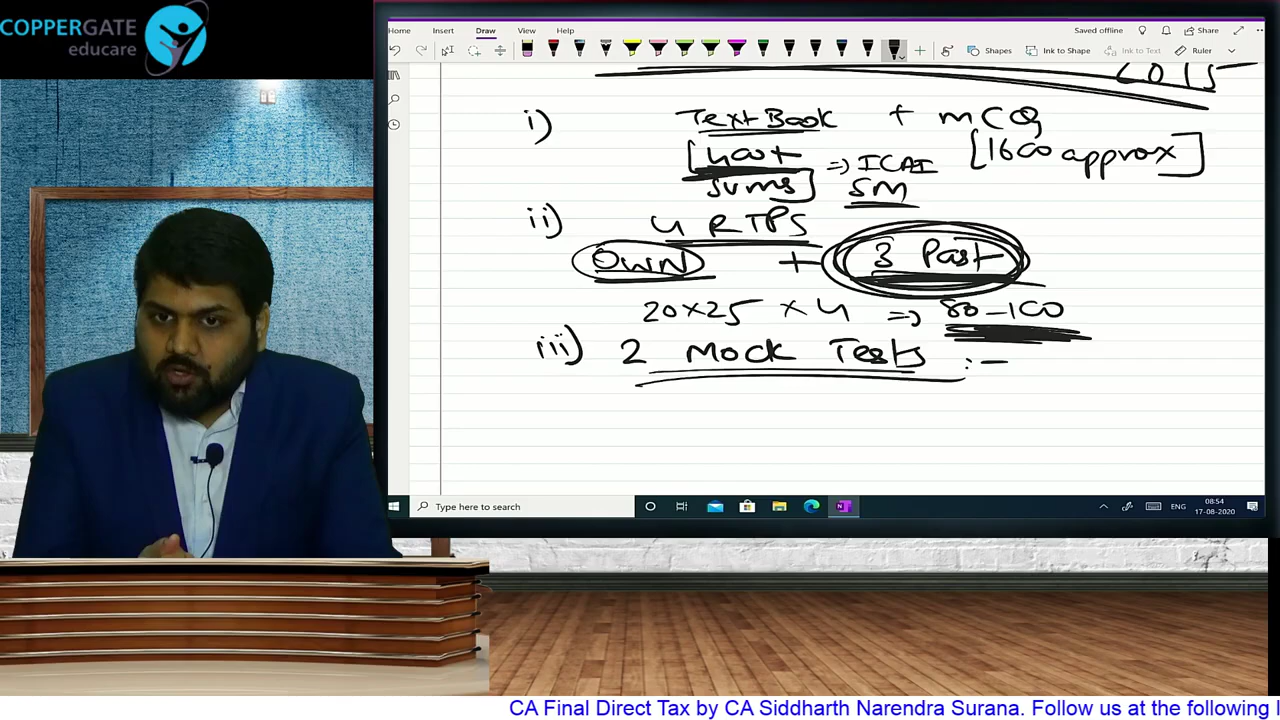 COPPERGATE
educare
Home Insert Draw View Help Saved offline Share
Shapes Ink to Shape Ink to Text Ruler
2015
i) Text Book + MCQ
[400+ ⇒ ICAI [1600 approx]
sums] SM
ii) 4 RTPS
OWN + 3 Past
20×25 × 4 ⇒ 80-100
iii) 2 Mock Tests :-
Type here to search
ENG 08:54
17-08-2020
CA Final Direct Tax by CA Siddharth Narendra Surana. Follow us at the following